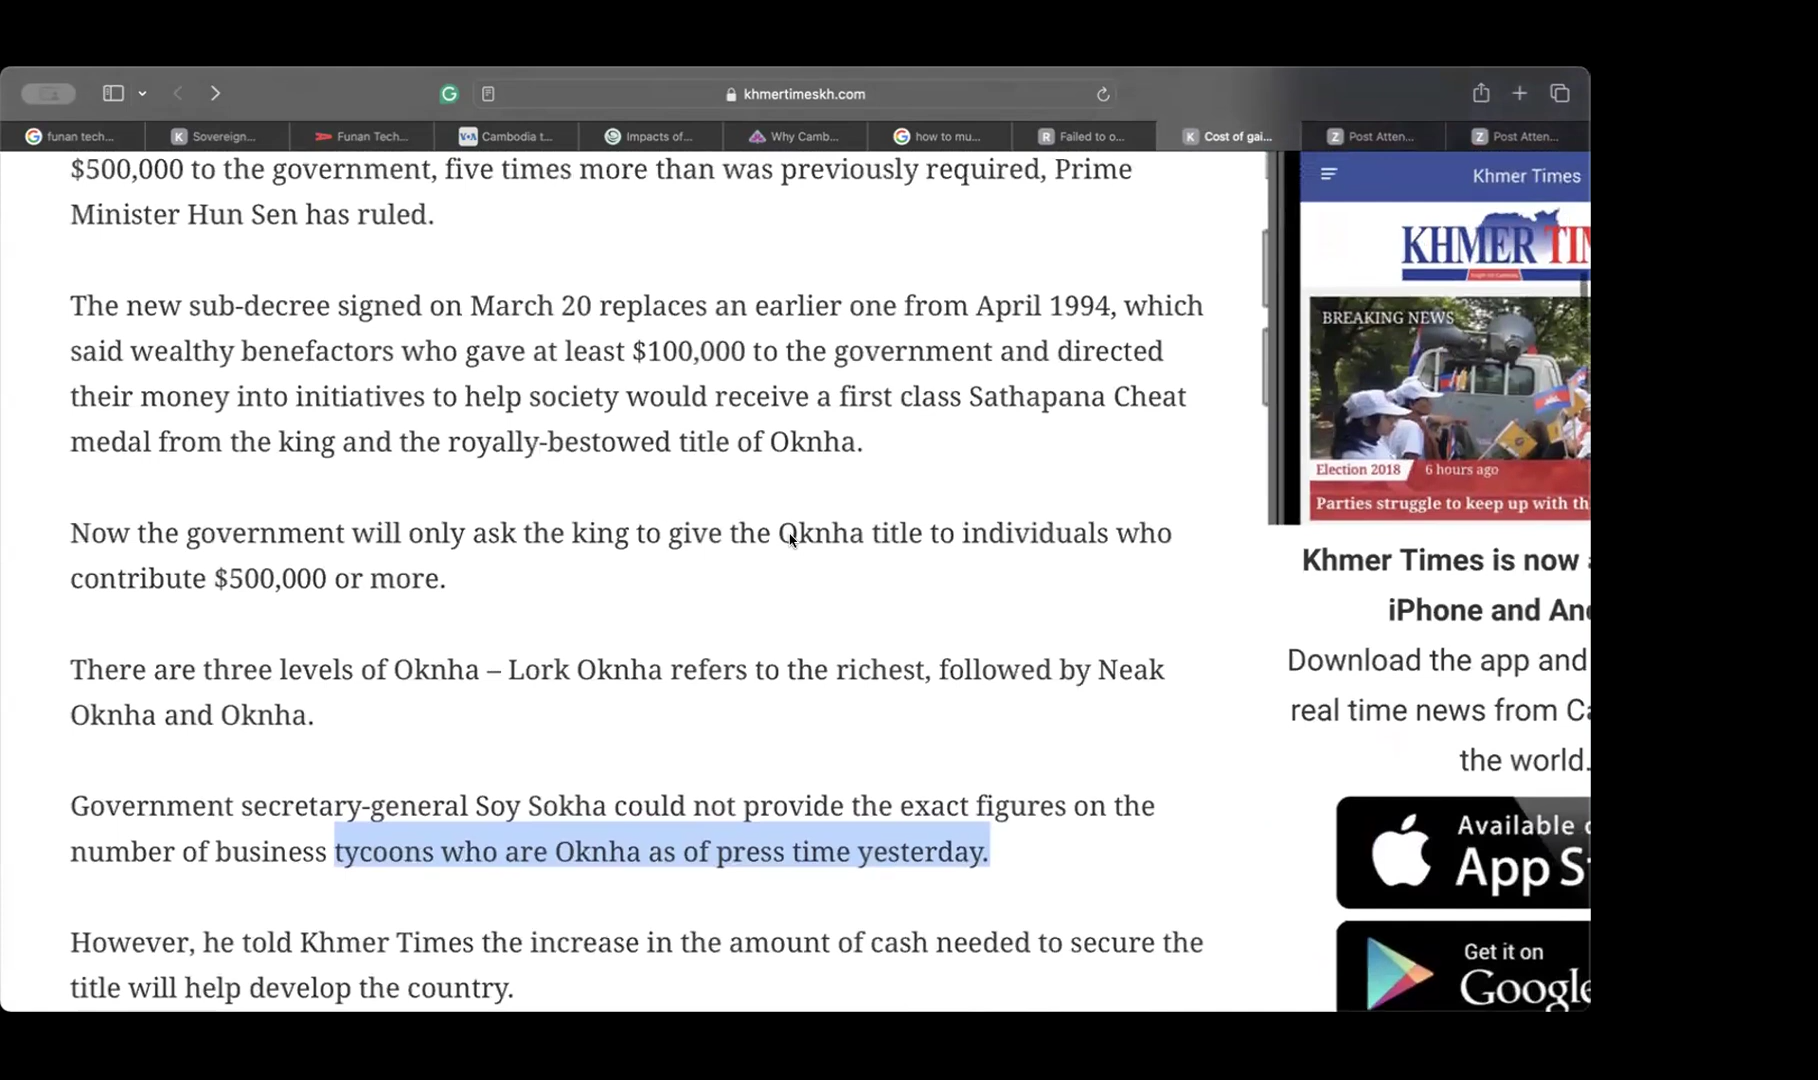 khmertimeskh.com
funan tech...
Sovereign...
Funan Tech...
VOA Cambodia t...
Impacts of...
Why Camb...
how to mu...
Failed to o...
Cost of gai...
Post Atten...
Post Atten...
$500,000 to the government, five times more than was previously required, Prime
Minister Hun Sen has ruled.
The new sub-decree signed on March 20 replaces an earlier one from April 1994, which
said wealthy benefactors who gave at least $100,000 to the government and directed
their money into initiatives to help society would receive a first class Sathapana Cheat
medal from the king and the royally-bestowed title of Oknha.
Now the government will only ask the king to give the Oknha title to individuals who
contribute $500,000 or more.
There are three levels of Oknha – Lork Oknha refers to the richest, followed by Neak
Oknha and Oknha.
Government secretary-general Soy Sokha could not provide the exact figures on the
number of business tycoons who are Oknha as of press time yesterday.
However, he told Khmer Times the increase in the amount of cash needed to secure the
title will help develop the country.
Khmer Times
KHMER TI
BREAKING NEWS
Election 2018 6 hours ago
Parties struggle to keep up with th
Khmer Times is now
iPhone and An
Download the app and
real time news from C
the world.
Available
App S
Get it on
Google